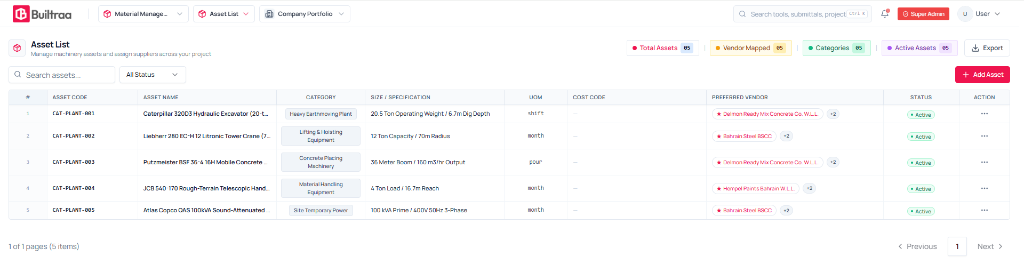 Builtraa
Material Manage...
Asset List
Company Portfolio
Search tools, submittals, project
Ctrl K
Super Admin
U
User
Asset List
Manage machinery assets and assign suppliers across your project
Total Assets 05
Vendor Mapped 05
Categories 05
Active Assets 05
Export
Search assets...
All Status
+ Add Asset
# ASSET CODE ASSET NAME CATEGORY SIZE / SPECIFICATION UOM COST CODE PREFERRED VENDOR STATUS ACTION
1 CAT-PLANT-001 Caterpillar 320D3 Hydraulic Excavator (20-t... Heavy Earthmoving Plant 20.5 Ton Operating Weight / 6.7m Dig Depth shift — ★ Delmon Ready Mix Concrete Co. W.L.L. +2 Active ...
2 CAT-PLANT-002 Liebherr 280 EC-H 12 Litronic Tower Crane (7... Lifting & Hoisting Equipment 12 Ton Capacity / 70m Radius month — ★ Bahrain Steel BSCC +2 Active ...
3 CAT-PLANT-003 Putzmeister BSF 36-4.16H Mobile Concrete... Concrete Placing Machinery 36 Meter Boom / 160 m3/hr Output pour — ★ Delmon Ready Mix Concrete Co. W.L.L. +2 Active ...
4 CAT-PLANT-004 JCB 540-170 Rough-Terrain Telescopic Hand... Material Handling Equipment 4 Ton Load / 16.7m Reach month — ★ Hempel Paints Bahrain W.L.L. +2 Active ...
5 CAT-PLANT-005 Atlas Copco QAS 100kVA Sound-Attenuated... Site Temporary Power 100 kVA Prime / 400V 50Hz 3-Phase month — ★ Bahrain Steel BSCC +2 Active ...
1 of 1 pages (5 items)
Previous
1
Next